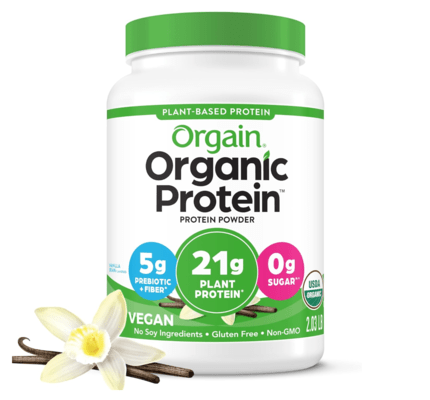 PLANT-BASED PROTEIN
Orgain®
Organic
Protein™
PROTEIN POWDER
5g
PREBIOTIC
+ FIBER*
21g
PLANT
PROTEIN*
0g
SUGAR**
VANILLA
USDA
ORGANIC
VEGAN
No Soy Ingredients • Gluten Free • Non-GMO
2.03 LB